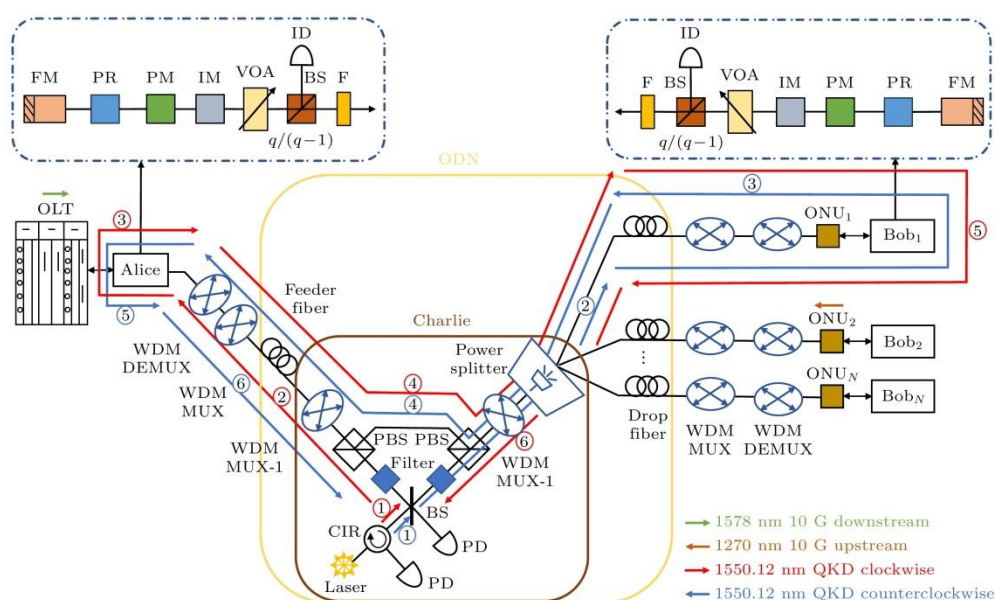 ID
FM PR PM IM VOA BS F
q/(q−1)
ID
F BS VOA IM PM PR FM
q/(q−1)
ODN
OLT
③
Alice
⑤
Feeder
fiber
WDM
DEMUX
WDM
MUX
⑥
②
WDM
MUX-1
Charlie
④
④
Power
splitter
PBS PBS
Filter
⑥
WDM
MUX-1
①
①
BS
CIR
PD
PD
Laser
③
⑤
②
ONU1
Bob1
ONU2
Bob2
⋮
ONUN
BobN
Drop
fiber
WDM
MUX
WDM
DEMUX
1578 nm 10 G downstream
1270 nm 10 G upstream
1550.12 nm QKD clockwise
1550.12 nm QKD counterclockwise